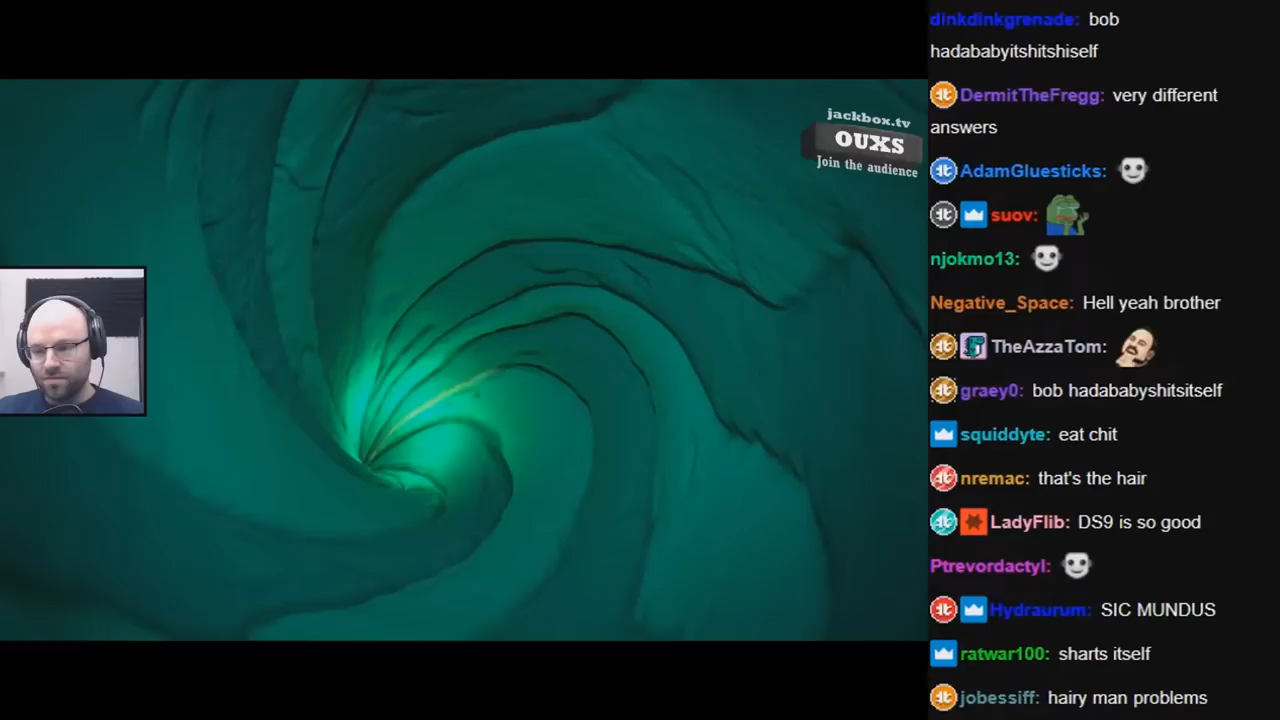 jackbox.tv
OUXS
Join the audience
dinkdinkgrenade: bob
hadababyitshitshiself
DermitTheFregg: very different
answers
AdamGluesticks:
suov:
njokmo13:
Negative_Space: Hell yeah brother
TheAzzaTom:
graey0: bob hadababyshitsitself
squiddyte: eat chit
nremac: that's the hair
LadyFlib: DS9 is so good
Ptrevordactyl:
Hydraurum: SIC MUNDUS
ratwar100: sharts itself
jobessiff: hairy man problems